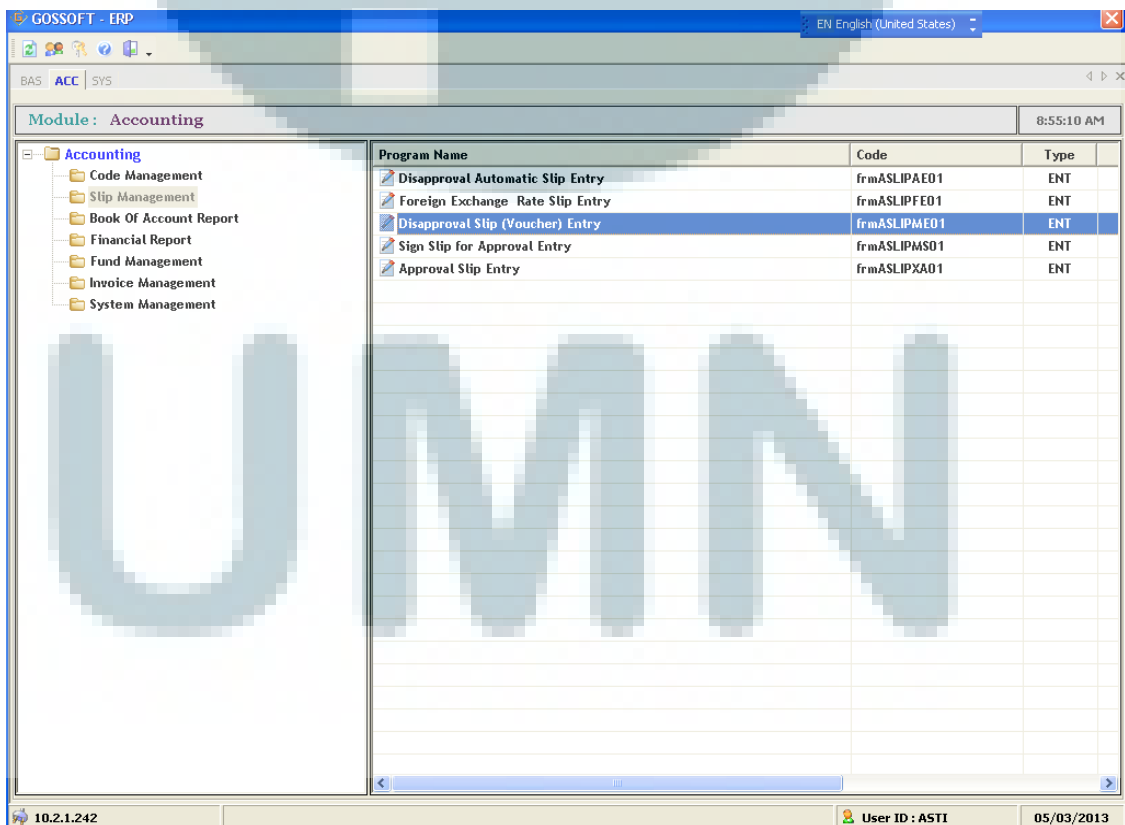 GOSSOFT - ERP
EN English (United States)
BAS ACC SYS
Module : Accounting
8:55:10 AM
Accounting
Code Management
Slip Management
Book Of Account Report
Financial Report
Fund Management
Invoice Management
System Management
Program Name Code Type
Disapproval Automatic Slip Entry frmASLIPAE01 ENT
Foreign Exchange Rate Slip Entry frmASLIPFE01 ENT
Disapproval Slip (Voucher) Entry frmASLIPME01 ENT
Sign Slip for Approval Entry frmASLIPMS01 ENT
Approval Slip Entry frmASLIPXA01 ENT
UMN
10.2.1.242
User ID : ASTI
05/03/2013